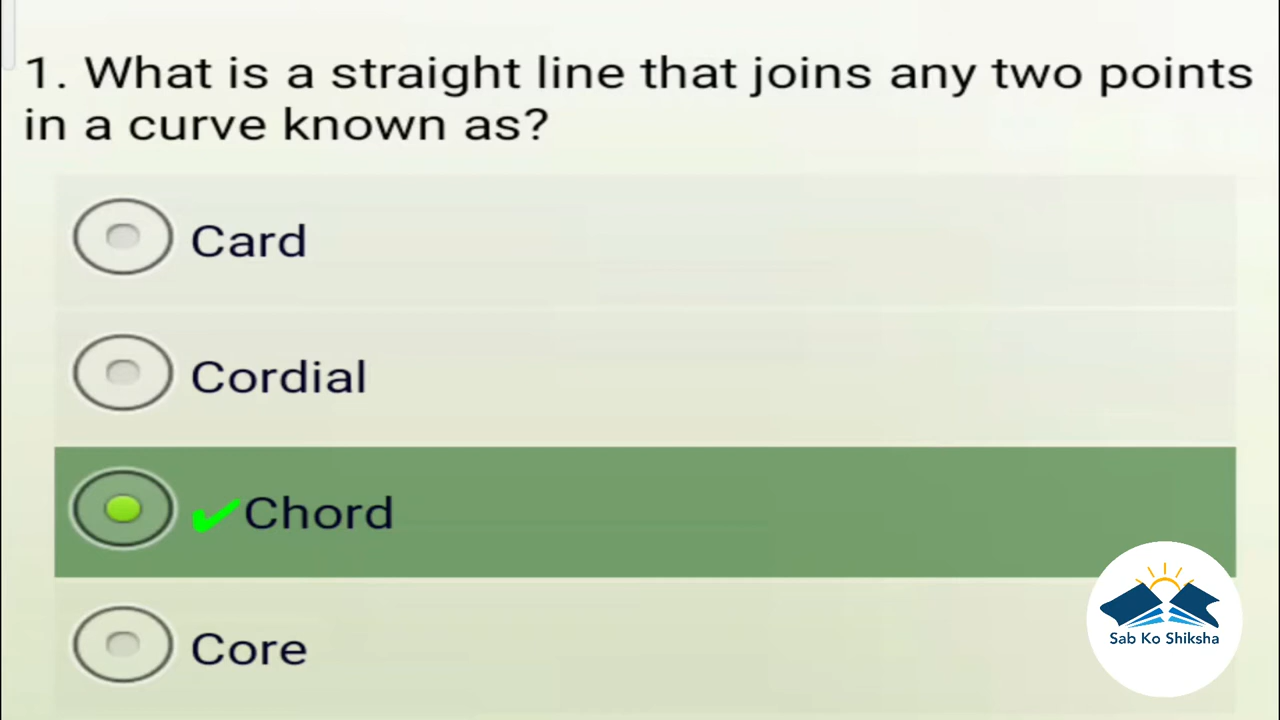 1. What is a straight line that joins any two points
in a curve known as?
Card
Cordial
✔Chord
Core
Sab Ko Shiksha